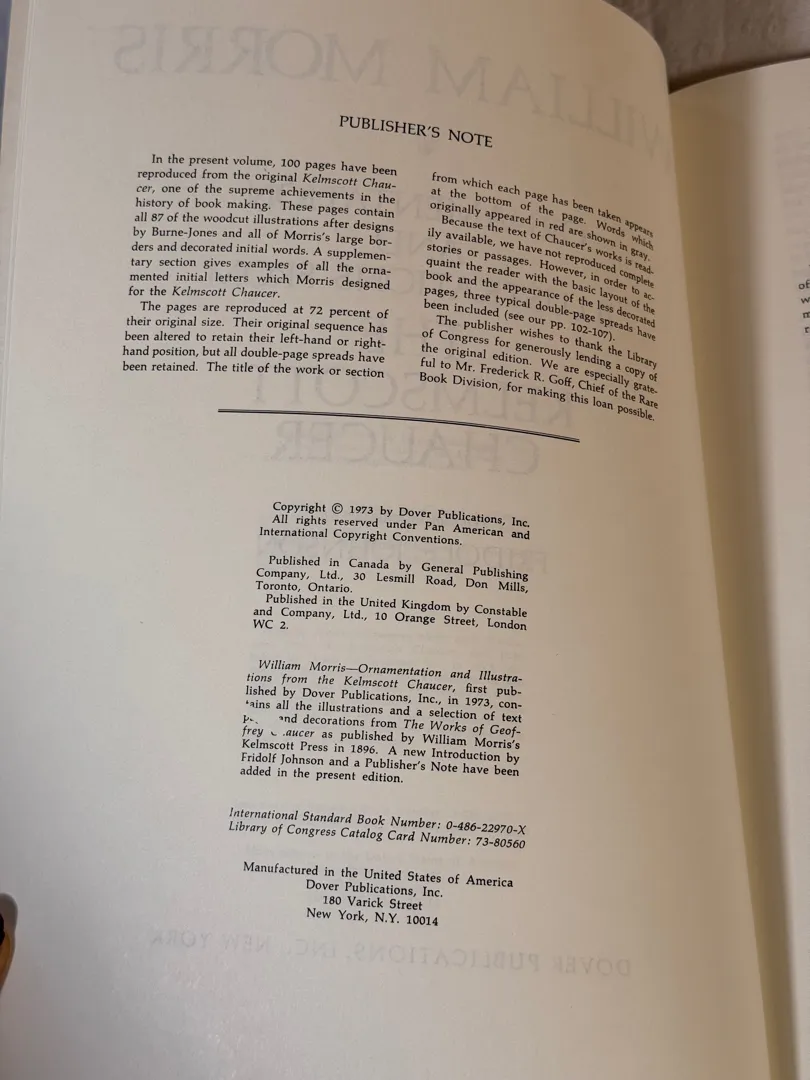 PUBLISHER'S NOTE
In the present volume, 100 pages have been
reproduced from the original Kelmscott Chau-
cer, one of the supreme achievements in the
history of book making. These pages contain
all 87 of the woodcut illustrations after designs
by Burne-Jones and all of Morris's large bor-
ders and decorated initial words. A supplemen-
tary section gives examples of all the orna-
mented initial letters which Morris designed
for the Kelmscott Chaucer.
The pages are reproduced at 72 percent of
their original size. Their original sequence has
been altered to retain their left-hand or right-
hand position, but all double-page spreads have
been retained. The title of the work or section
from which each page has been taken appears
at the bottom of the page. Words which
originally appeared in red are shown in gray.
Because the text of Chaucer's works is read-
ily available, we have not reproduced complete
stories or passages. However, in order to ac-
quaint the reader with the basic layout of the
book and the appearance of the less decorated
pages, three typical double-page spreads have
been included (see our pp. 102-107).
The publisher wishes to thank the Library
of Congress for generously lending a copy of
the original edition. We are especially grate-
ful to Mr. Frederick R. Goff, Chief of the Rare
Book Division, for making this loan possible.
Copyright © 1973 by Dover Publications, Inc.
All rights reserved under Pan American and
International Copyright Conventions.
Published in Canada by General Publishing
Company, Ltd., 30 Lesmill Road, Don Mills,
Toronto, Ontario.
Published in the United Kingdom by Constable
and Company, Ltd., 10 Orange Street, London
WC 2.
William Morris—Ornamentation and Illustra-
tions from the Kelmscott Chaucer, first pub-
lished by Dover Publications, Inc., in 1973, con-
tains all the illustrations and a selection of text
and decorations from The Works of Geof-
frey as published by William Morris's
Kelmscott Press in 1896. A new Introduction by
Fridolf Johnson and a Publisher's Note have been
added in the present edition.
International Standard Book Number: 0-486-22970-X
Library of Congress Catalog Card Number: 73-80560
Manufactured in the United States of America
Dover Publications, Inc.
180 Varick Street
New York, N.Y. 10014